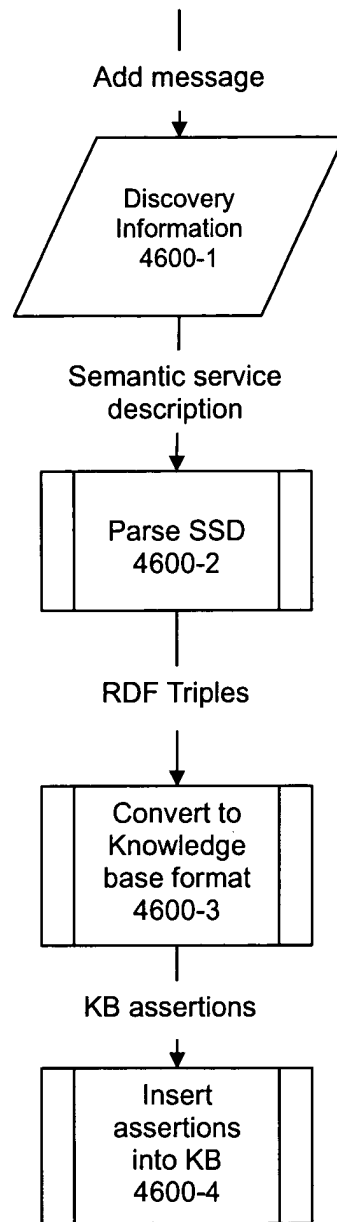 Add message
Discovery
Information
4600-1
Semantic service
description
Parse SSD
4600-2
RDF Triples
Convert to
Knowledge
base format
4600-3
KB assertions
Insert
assertions
into KB
4600-4